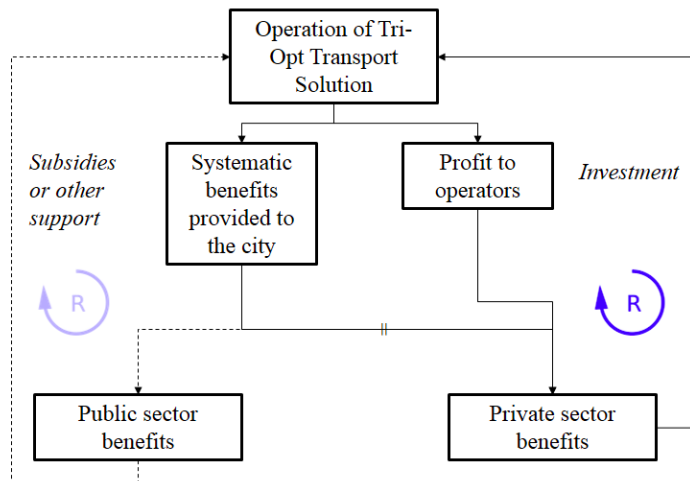 Operation of Tri-
Opt Transport
Solution
Subsidies
or other
support
Systematic
benefits
provided to
the city
Profit to
operators
Investment
R
R
Public sector
benefits
Private sector
benefits